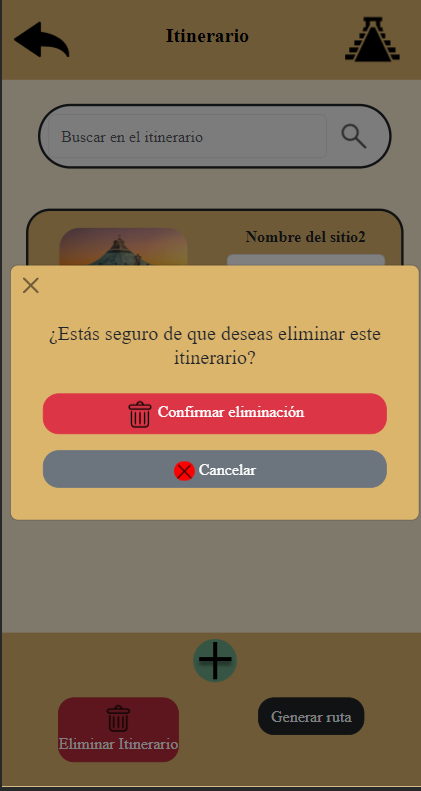 Itinerario
Buscar en el itinerario
Nombre del sitio2
¿Estás seguro de que deseas eliminar este
itinerario?
Confirmar eliminación
Cancelar
Eliminar Itinerario
Generar ruta